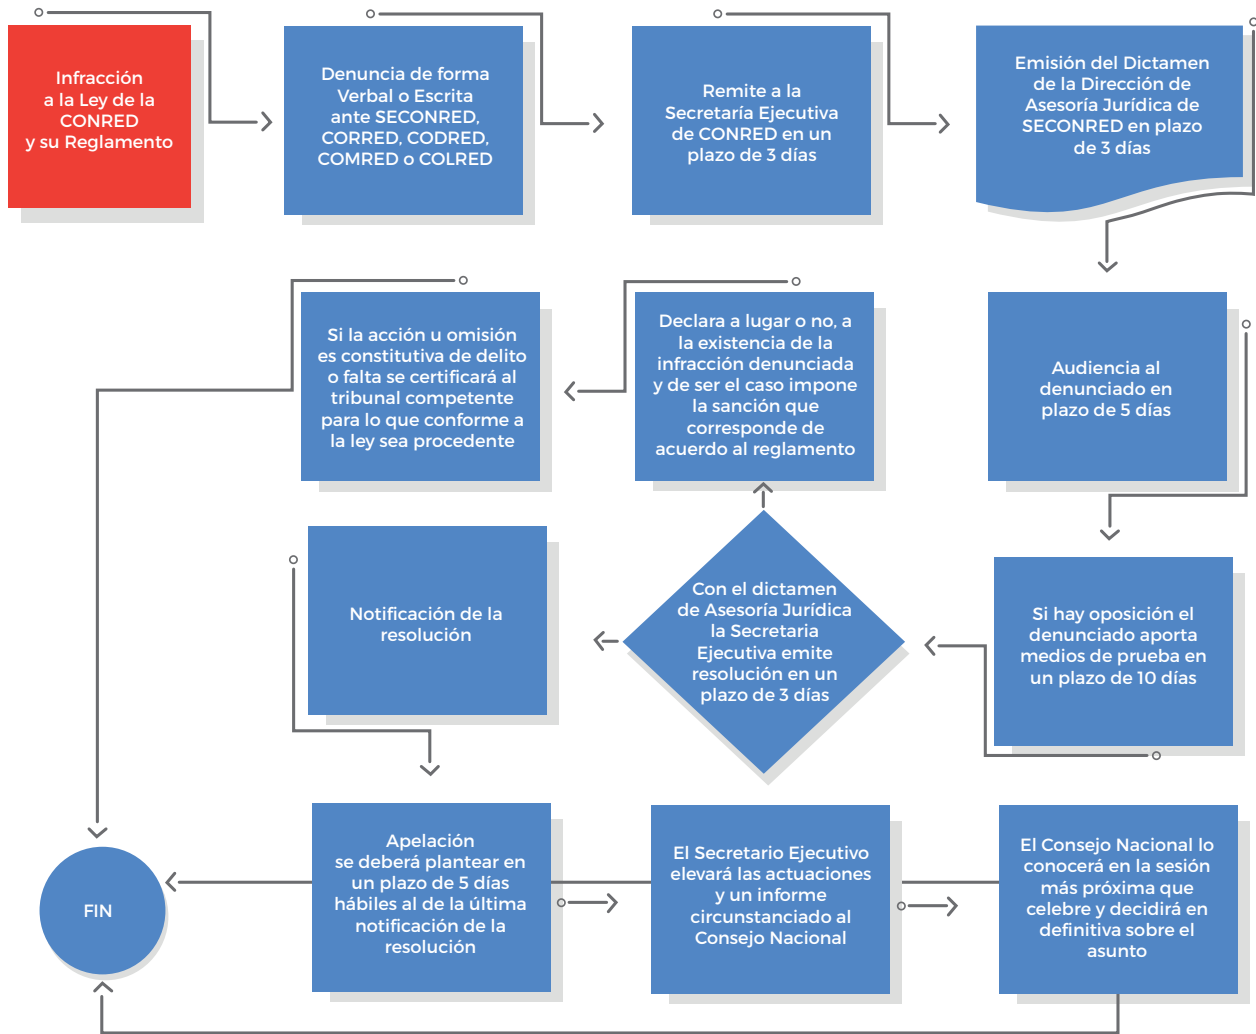 Infracción
a la Ley de la
CONRED
y su Reglamento
Denuncia de forma
Verbal o Escrita
ante SECONRED,
CORRED, CODRED,
COMRED o COLRED
Remite a la
Secretaría Ejecutiva
de CONRED en un
plazo de 3 días
Emisión del Dictamen
de la Dirección de
Asesoría Jurídica de
SECONRED en plazo
de 3 días
Audiencia al
denunciado en
plazo de 5 días
Si hay oposición el
denunciado aporta
medios de prueba en
un plazo de 10 días
Con el dictamen
de Asesoría Jurídica
la Secretaria
Ejecutiva emite
resolución en un
plazo de 3 días
Declara a lugar o no, a
la existencia de la
infracción denunciada
y de ser el caso impone
la sanción que
corresponde de
acuerdo al reglamento
Si la acción u omisión
es constitutiva de delito
o falta se certificará al
tribunal competente
para lo que conforme a
la ley sea procedente
Notificación de la
resolución
Apelación
se deberá plantear en
un plazo de 5 días
hábiles al de la última
notificación de la
resolución
El Secretario Ejecutivo
elevará las actuaciones
y un informe
circunstanciado al
Consejo Nacional
El Consejo Nacional lo
conocerá en la sesión
más próxima que
celebre y decidirá en
definitiva sobre el
asunto
FIN